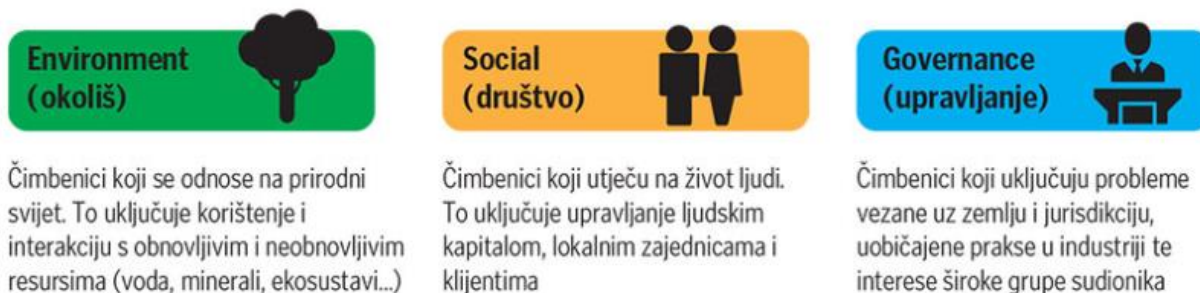 Environment
(okoliš)
Čimbenici koji se odnose na prirodni
svijet. To uključuje korištenje i
interakciju s obnovljivim i neobnovljivim
resursima (voda, minerali, ekosustavi...)
Social
(društvo)
Čimbenici koji utječu na život ljudi.
To uključuje upravljanje ljudskim
kapitalom, lokalnim zajednicama i
klijentima
Governance
(upravljanje)
Čimbenici koji uključuju probleme
vezane uz zemlju i jurisdikciju,
uobičajene prakse u industriji te
interese široke grupe sudionika